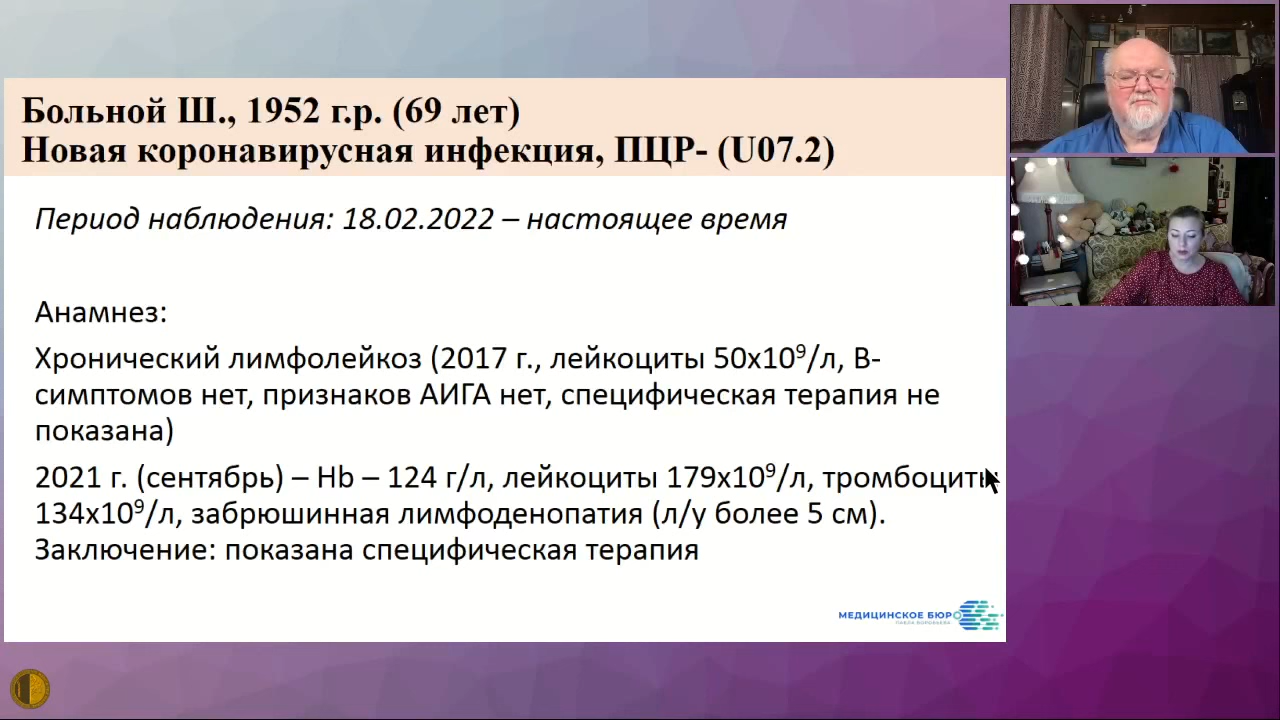 Больной Ш., 1952 г.р. (69 лет)
Новая коронавирусная инфекция, ПЦР- (U07.2)
Период наблюдения: 18.02.2022 – настоящее время
Анамнез:
Хронический лимфолейкоз (2017 г., лейкоциты 50х10⁹/л, В-
симптомов нет, признаков АИГА нет, специфическая терапия не
показана)
2021 г. (сентябрь) – Hb – 124 г/л, лейкоциты 179х10⁹/л, тромбоциты
134х10⁹/л, забрюшинная лимфоденопатия (л/у более 5 см).
Заключение: показана специфическая терапия
МЕДИЦИНСКОЕ БЮРО
ПАВЛА ВОРОБЬЕВА